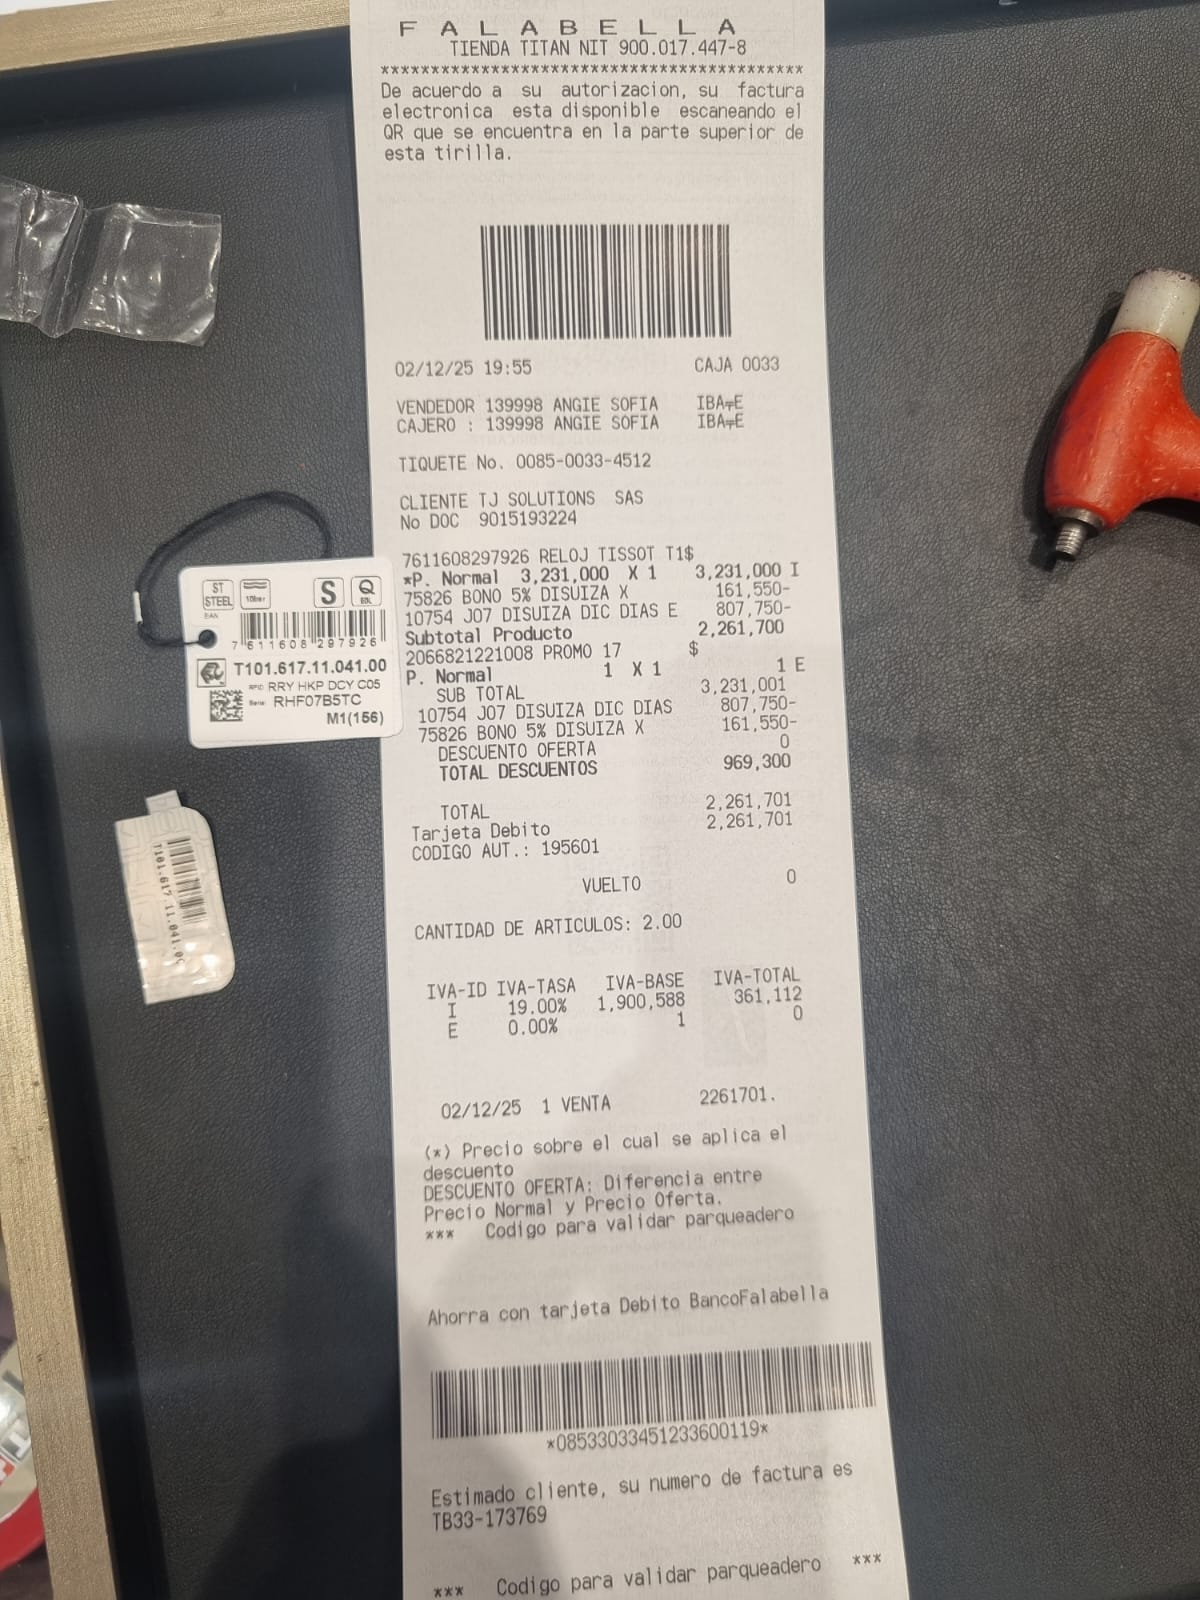 F A L A B E L L A
TIENDA TITAN NIT 900.017.447-8
******************************************
De acuerdo a su autorizacion, su factura
electronica esta disponible escaneando el
QR que se encuentra en la parte superior de
esta tirilla.
02/12/25 19:55 CAJA 0033
VENDEDOR 139998 ANGIE SOFIA IBA╤E
CAJERO : 139998 ANGIE SOFIA IBA╤E
TIQUETE No. 0085-0033-4512
CLIENTE TJ SOLUTIONS SAS
No DOC 9015193224
7611608297926 RELOJ TISSOT T1$
*P. Normal 3,231,000 X 1 3,231,000 I
75826 BONO 5% DISUIZA X 161,550-
10754 JO7 DISUIZA DIC DIAS E 807,750-
Subtotal Producto 2,261,700
2066821221008 PROMO 17 $
P. Normal 1 X 1 1 E
SUB TOTAL 3,231,001
10754 JO7 DISUIZA DIC DIAS 807,750-
75826 BONO 5% DISUIZA X 161,550-
DESCUENTO OFERTA 0
TOTAL DESCUENTOS 969,300
TOTAL 2,261,701
Tarjeta Debito 2,261,701
CODIGO AUT.: 195601
VUELTO 0
CANTIDAD DE ARTICULOS: 2.00
IVA-ID IVA-TASA IVA-BASE IVA-TOTAL
I 19.00% 1,900,588 361,112
E 0.00% 1 0
02/12/25 1 VENTA 2261701.
(*) Precio sobre el cual se aplica el
descuento
DESCUENTO OFERTA: Diferencia entre
Precio Normal y Precio Oferta.
*** Codigo para validar parqueadero
Ahorra con tarjeta Debito BancoFalabella
*08533033451233600119*
Estimado cliente, su numero de factura es
TB33-173769
*** Codigo para validar parqueadero ***
ST STEEL
10bar
S
Q
EOL
EAN
7 611608 297926
T101.617.11.041.00
RFID RRY HKP DCY C05
Serial RHF07B5TC
M1(156)
T101.617.11.041.00